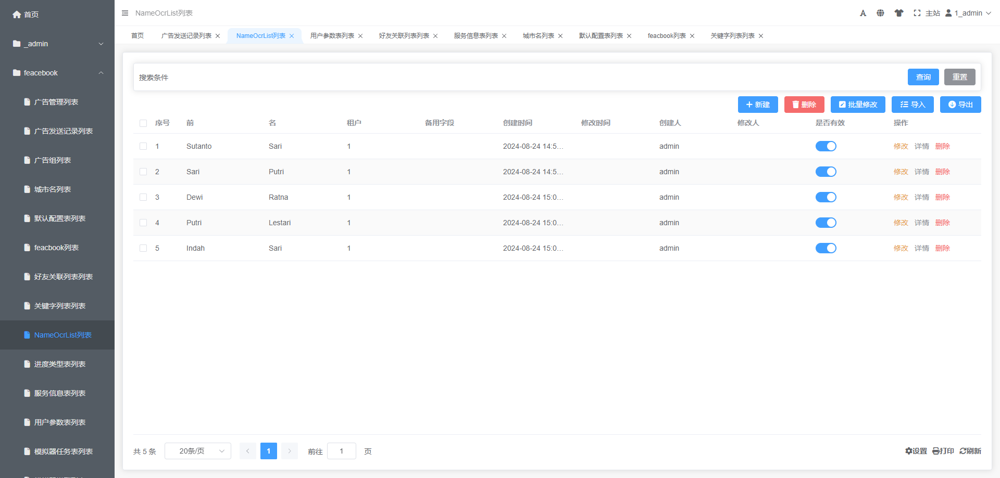 首页
_admin
feacebook
广告管理列表
广告发送记录列表
广告组列表
城市名列表
默认配置表列表
feacbook列表
好友关联列表列表
关键字列表列表
NameOcrList列表
进度类型表列表
服务信息表列表
用户参数表列表
模拟器任务表列表
NameOcrList列表 主站 1_admin
首页 广告发送记录列表 NameOcrList列表 用户参数表列表 好友关联列表列表 服务信息表列表 城市名列表 默认配置表列表 feacbook列表 关键字列表列表
搜索条件 查询 重置
新建 删除 批量修改 导入 导出
序号 前 名 租户 备用字段 创建时间 修改时间 创建人 修改人 是否有效 操作
1 Sutanto Sari 1 2024-08-24 14:5... admin 修改 详情 删除
2 Sari Putri 1 2024-08-24 14:5... admin 修改 详情 删除
3 Dewi Ratna 1 2024-08-24 15:0... admin 修改 详情 删除
4 Putri Lestari 1 2024-08-24 15:0... admin 修改 详情 删除
5 Indah Sari 1 2024-08-24 15:0... admin 修改 详情 删除
共 5 条 20条/页 1 前往 1 页 设置 打印 刷新